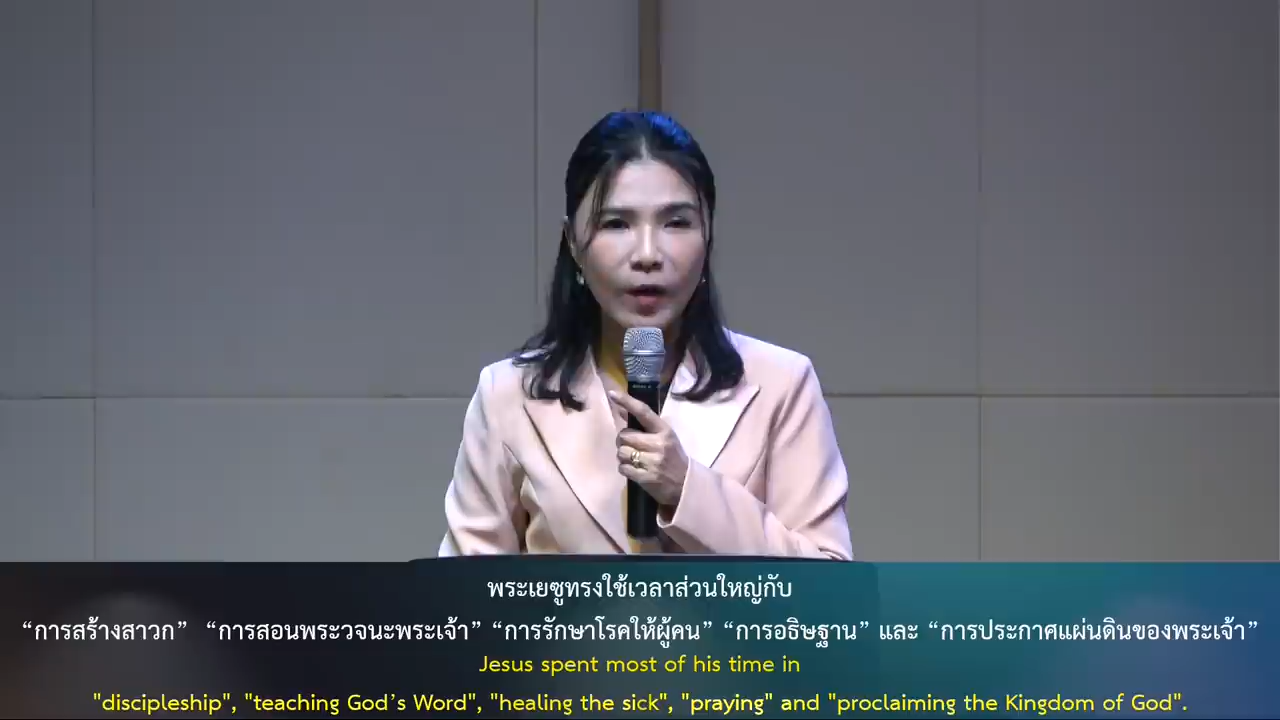 พระเยซูทรงใช้เวลาส่วนใหญ่กับ
“การสร้างสาวก” “การสอนพระวจนะพระเจ้า” “การรักษาโรคให้ผู้คน” “การอธิษฐาน” และ “การประกาศแผ่นดินของพระเจ้า”
Jesus spent most of his time in
"discipleship", "teaching God’s Word", "healing the sick", "praying" and "proclaiming the Kingdom of God".